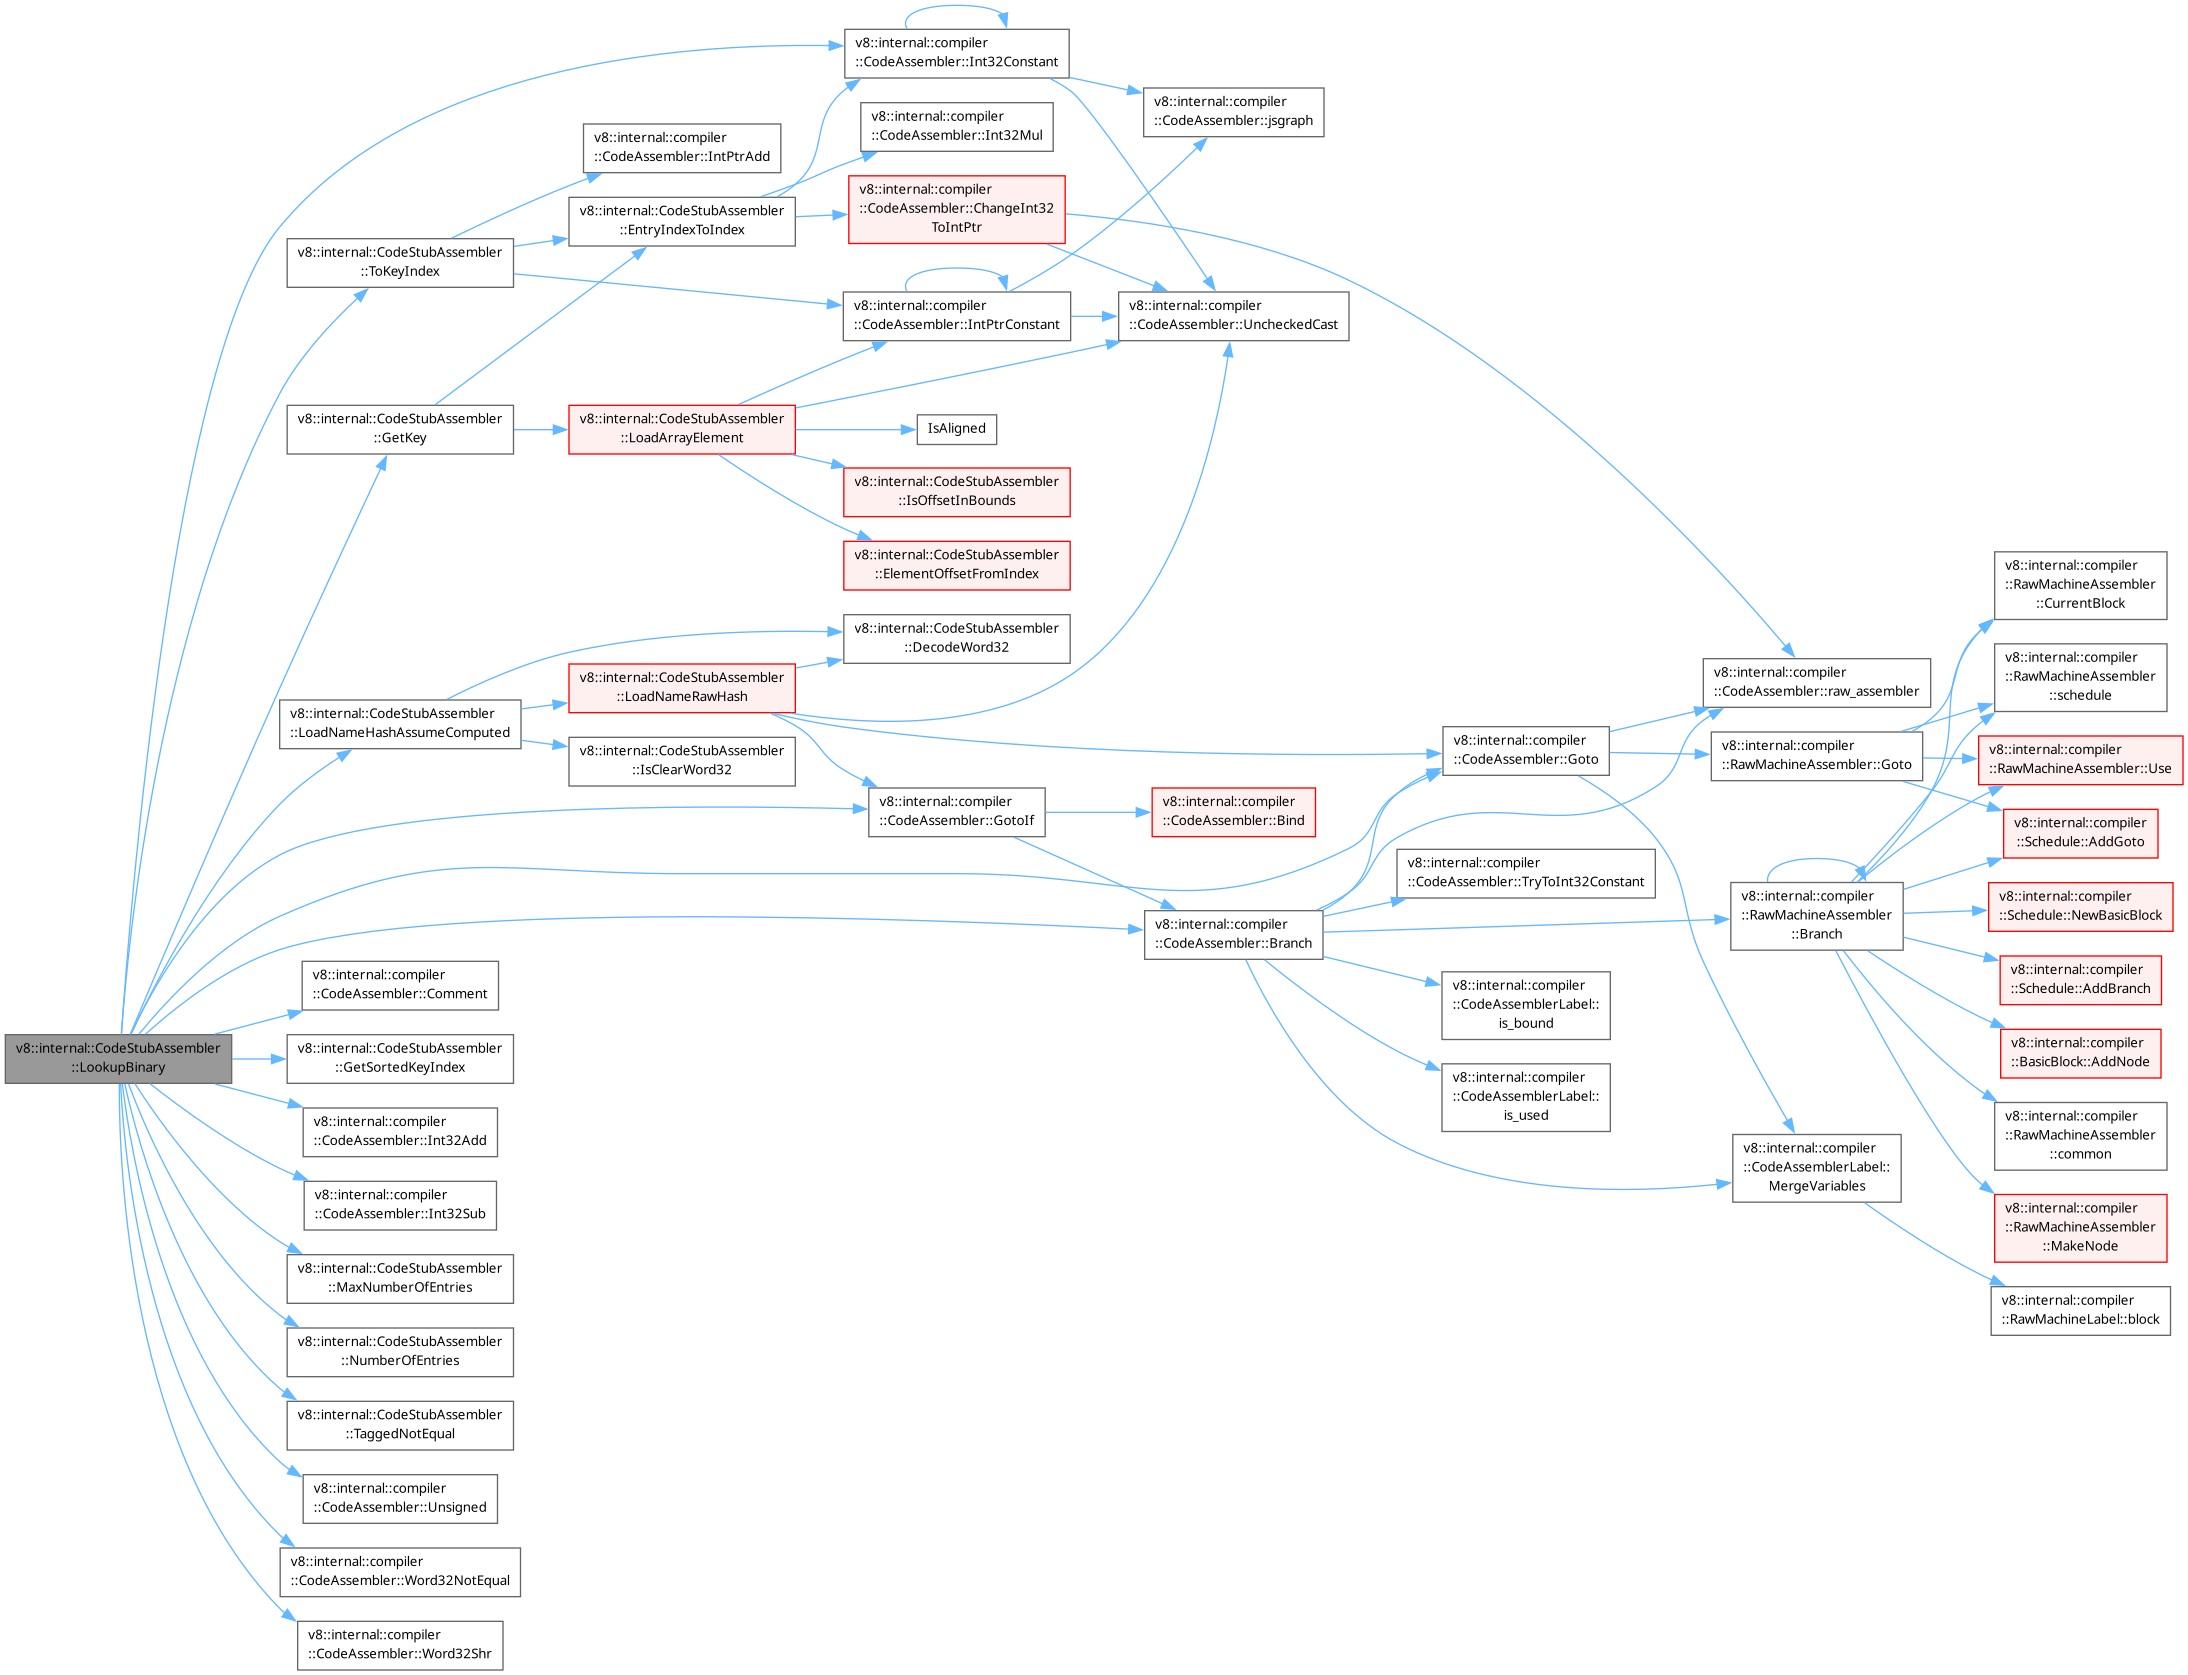 v8::internal::CodeStubAssembler
::LookupBinary
v8::internal::compiler
::CodeAssembler::Int32Constant
v8::internal::compiler
::CodeAssembler::jsgraph
v8::internal::compiler
::CodeAssembler::Int32Mul
v8::internal::compiler
::CodeAssembler::IntPtrAdd
v8::internal::CodeStubAssembler
::EntryIndexToIndex
v8::internal::compiler
::CodeAssembler::ChangeInt32
ToIntPtr
v8::internal::CodeStubAssembler
::ToKeyIndex
v8::internal::compiler
::CodeAssembler::IntPtrConstant
v8::internal::compiler
::CodeAssembler::UncheckedCast
v8::internal::CodeStubAssembler
::GetKey
v8::internal::CodeStubAssembler
::LoadArrayElement
IsAligned
v8::internal::CodeStubAssembler
::IsOffsetInBounds
v8::internal::CodeStubAssembler
::ElementOffsetFromIndex
v8::internal::CodeStubAssembler
::DecodeWord32
v8::internal::CodeStubAssembler
::LoadNameRawHash
v8::internal::CodeStubAssembler
::LoadNameHashAssumeComputed
v8::internal::CodeStubAssembler
::IsClearWord32
v8::internal::compiler
::CodeAssembler::GotoIf
v8::internal::compiler
::CodeAssembler::Bind
v8::internal::compiler
::CodeAssembler::Goto
v8::internal::compiler
::CodeAssembler::raw_assembler
v8::internal::compiler
::RawMachineAssembler::Goto
v8::internal::compiler
::RawMachineAssembler
::CurrentBlock
v8::internal::compiler
::RawMachineAssembler
::schedule
v8::internal::compiler
::RawMachineAssembler::Use
v8::internal::compiler
::Schedule::AddGoto
v8::internal::compiler
::CodeAssembler::TryToInt32Constant
v8::internal::compiler
::CodeAssembler::Branch
v8::internal::compiler
::RawMachineAssembler
::Branch
v8::internal::compiler
::Schedule::NewBasicBlock
v8::internal::compiler
::Schedule::AddBranch
v8::internal::compiler
::BasicBlock::AddNode
v8::internal::compiler
::RawMachineAssembler
::common
v8::internal::compiler
::RawMachineAssembler
::MakeNode
v8::internal::compiler
::RawMachineLabel::block
v8::internal::compiler
::CodeAssemblerLabel::
is_bound
v8::internal::compiler
::CodeAssemblerLabel::
is_used
v8::internal::compiler
::CodeAssemblerLabel::
MergeVariables
v8::internal::compiler
::CodeAssembler::Comment
v8::internal::CodeStubAssembler
::GetSortedKeyIndex
v8::internal::compiler
::CodeAssembler::Int32Add
v8::internal::compiler
::CodeAssembler::Int32Sub
v8::internal::CodeStubAssembler
::MaxNumberOfEntries
v8::internal::CodeStubAssembler
::NumberOfEntries
v8::internal::CodeStubAssembler
::TaggedNotEqual
v8::internal::compiler
::CodeAssembler::Unsigned
v8::internal::compiler
::CodeAssembler::Word32NotEqual
v8::internal::compiler
::CodeAssembler::Word32Shr